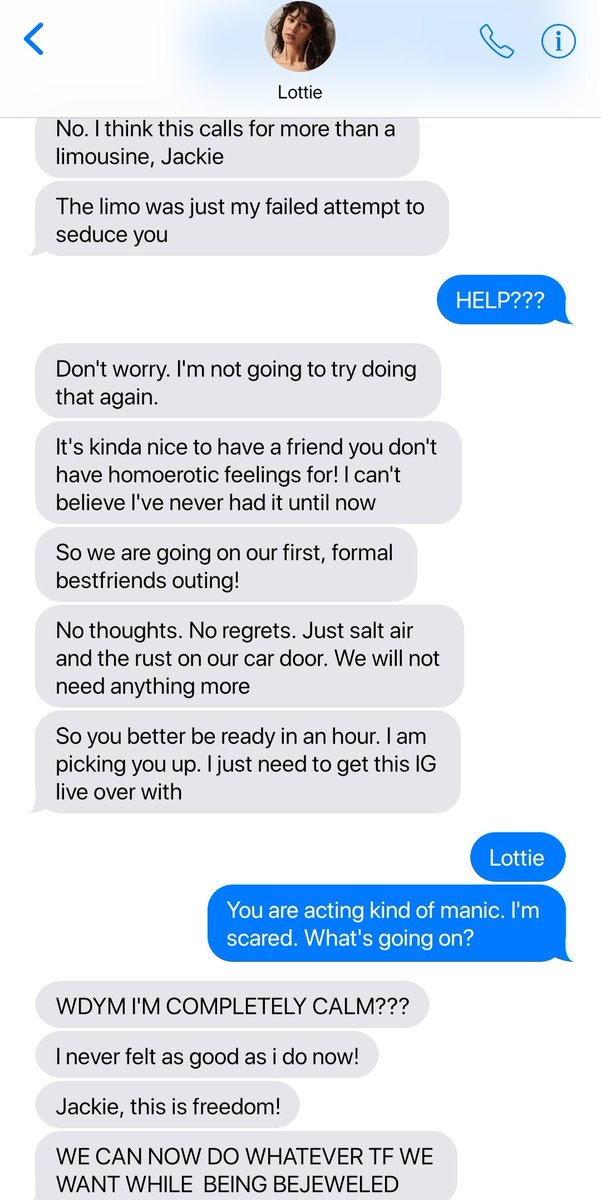 Lottie
No. I think this calls for more than a
limousine, Jackie
The limo was just my failed attempt to
seduce you
HELP???
Don't worry. I'm not going to try doing
that again.
It's kinda nice to have a friend you don't
have homoerotic feelings for! I can't
believe I've never had it until now
So we are going on our first, formal
bestfriends outing!
No thoughts. No regrets. Just salt air
and the rust on our car door. We will not
need anything more
So you better be ready in an hour. I am
picking you up. I just need to get this IG
live over with
Lottie
You are acting kind of manic. I'm
scared. What's going on?
WDYM I'M COMPLETELY CALM???
I never felt as good as i do now!
Jackie, this is freedom!
WE CAN NOW DO WHATEVER TF WE
WANT WHILE  BEING BEJEWELED